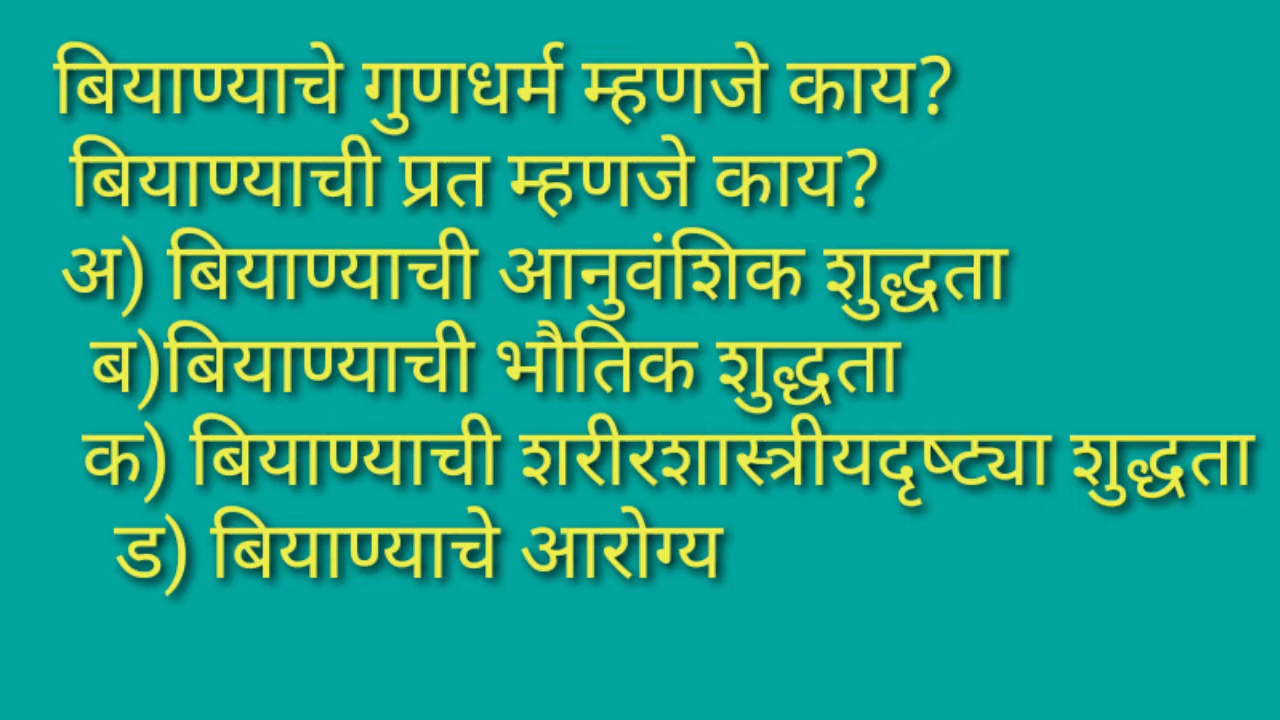 बियाण्याचे गुणधर्म म्हणजे काय?
बियाण्याची प्रत म्हणजे काय?
अ) बियाण्याची आनुवंशिक शुद्धता
ब)बियाण्याची भौतिक शुद्धता
क) बियाण्याची शरीरशास्त्रीयदृष्ट्या शुद्धता
ड) बियाण्याचे आरोग्य